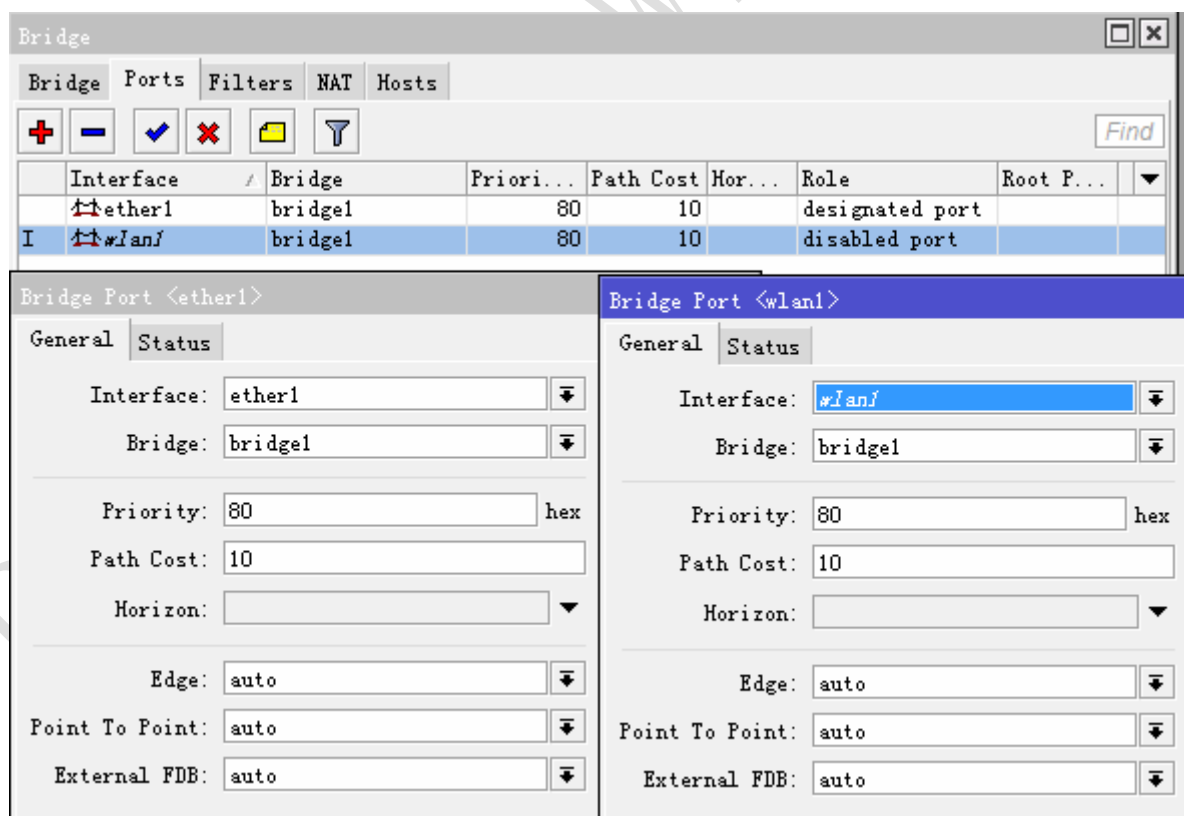 Bridge
Bridge Ports Filters NAT Hosts
Find
Interface Bridge Priori... Path Cost Hor... Role Root P...
ether1 bridge1 80 10 designated port
I wlan1 bridge1 80 10 disabled port
Bridge Port <ether1>
General Status
Interface: ether1
Bridge: bridge1
Priority: 80 hex
Path Cost: 10
Horizon:
Edge: auto
Point To Point: auto
External FDB: auto
Bridge Port <wlan1>
General Status
Interface: wlan1
Bridge: bridge1
Priority: 80 hex
Path Cost: 10
Horizon:
Edge: auto
Point To Point: auto
External FDB: auto